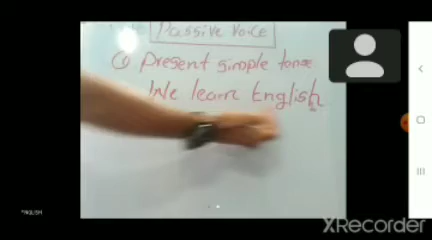 Passive Voice
① Present simple tense
We learn English
XRecorder